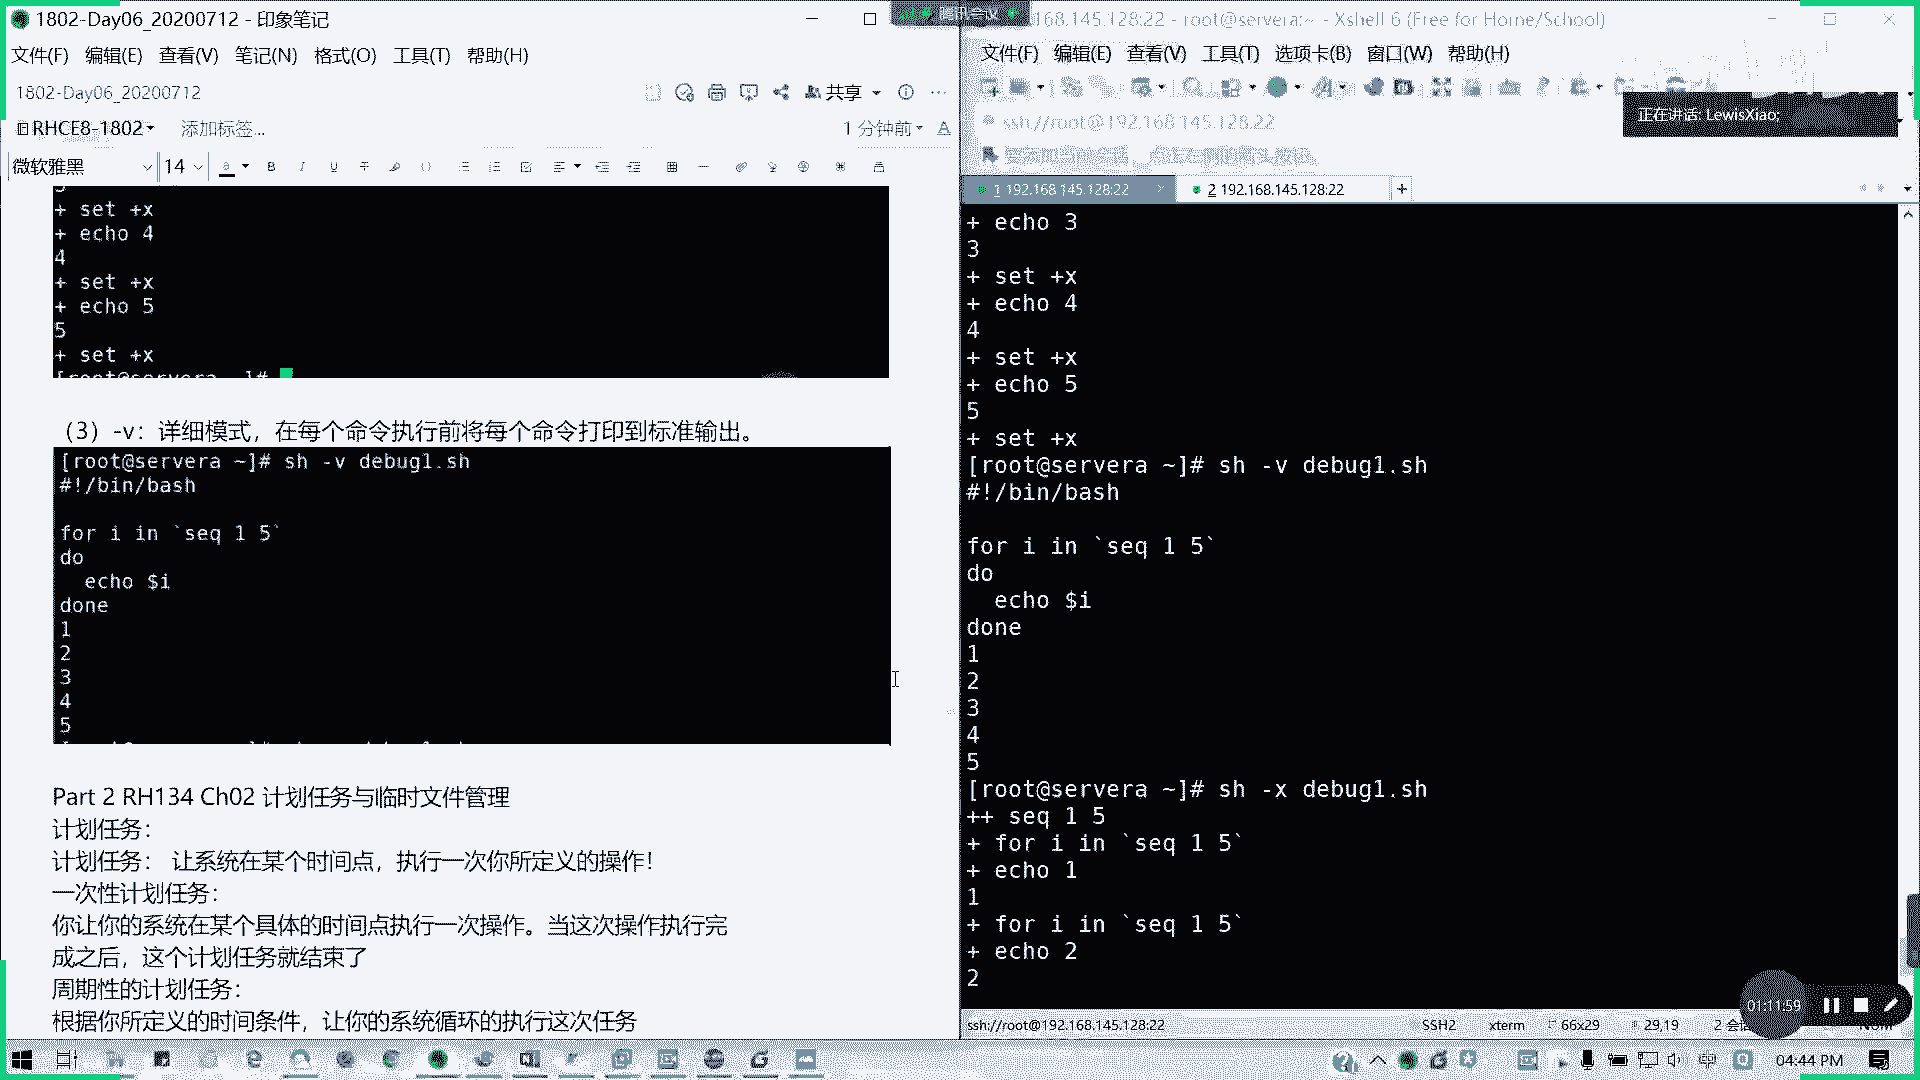 1802-Day06_20200712 - 印象笔记
文件(F) 编辑(E) 查看(V) 笔记(N) 格式(O) 工具(T) 帮助(H)
1802-Day06_20200712
共享
RHCE8-1802
添加标签...
1 分钟前
微软雅黑
14
+ set +x
+ echo 4
4
+ set +x
+ echo 5
5
+ set +x
[root@servera ~]#
（3）-v：详细模式，在每个命令执行前将每个命令打印到标准输出。
[root@servera ~]# sh -v debug1.sh
#!/bin/bash
for i in `seq 1 5`
do
echo $i
done
1
2
3
4
5
Part 2 RH134 Ch02 计划任务与临时文件管理
计划任务：
计划任务： 让系统在某个时间点，执行一次你所定义的操作！
一次性计划任务：
你让你的系统在某个具体的时间点执行一次操作。当这次操作执行完
成之后，这个计划任务就结束了
周期性的计划任务：
根据你所定义的时间条件，让你的系统循环的执行这次任务
腾讯会议
168.145.128:22 - root@servera:~ - Xshell 6 (Free for Home/School)
文件(F) 编辑(E) 查看(V) 工具(T) 选项卡(B) 窗口(W) 帮助(H)
正在讲话: LewisXiao;
ssh://root@192.168.145.128:22
1 192.168.145.128:22
2 192.168.145.128:22
+ echo 3
3
+ set +x
+ echo 4
4
+ set +x
+ echo 5
5
+ set +x
[root@servera ~]# sh -v debug1.sh
#!/bin/bash
for i in `seq 1 5`
do
echo $i
done
1
2
3
4
5
[root@servera ~]# sh -x debug1.sh
++ seq 1 5
+ for i in `seq 1 5`
+ echo 1
1
+ for i in `seq 1 5`
+ echo 2
2
01:11:59
ssh://root@192.168.145.128:22
SSH2
xterm
66x29
29,19
04:44 PM